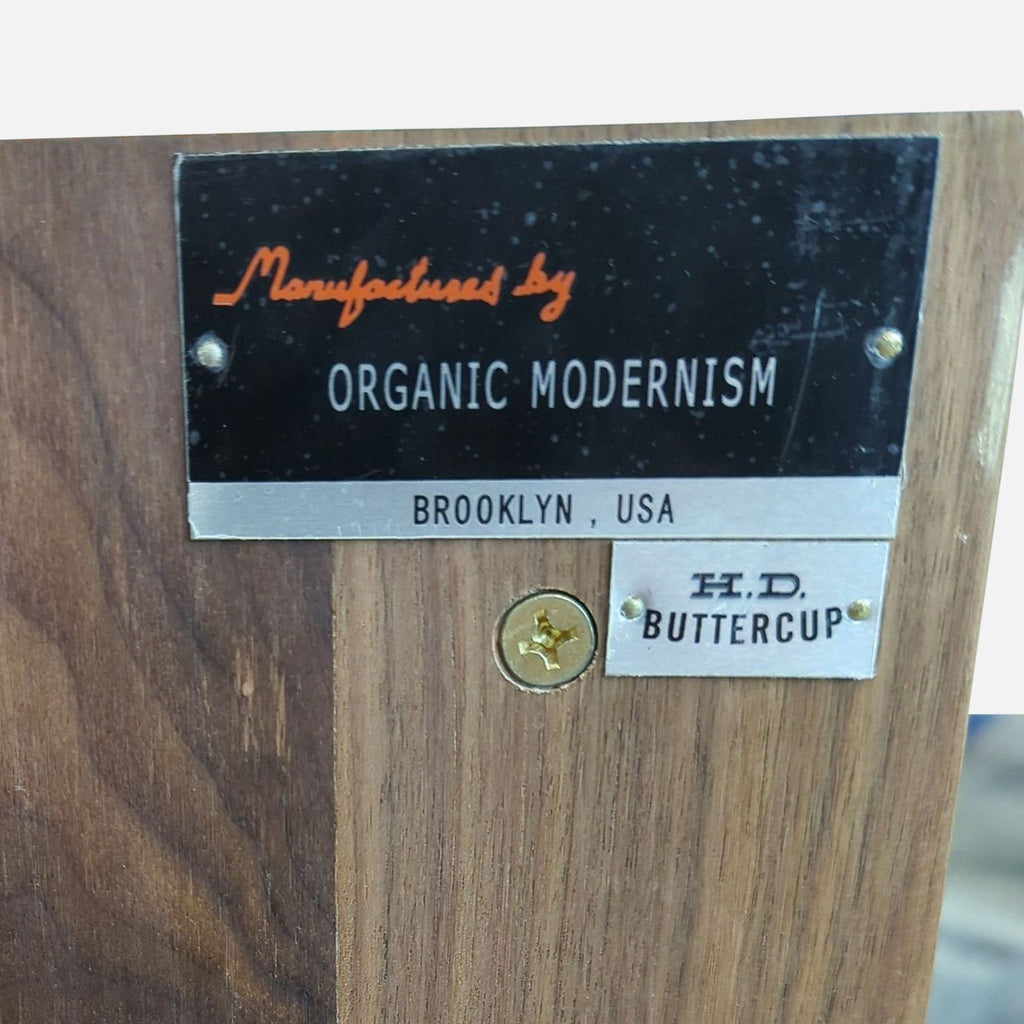 Manufactured by
ORGANIC MODERNISM
BROOKLYN , USA
H.D.
BUTTERCUP